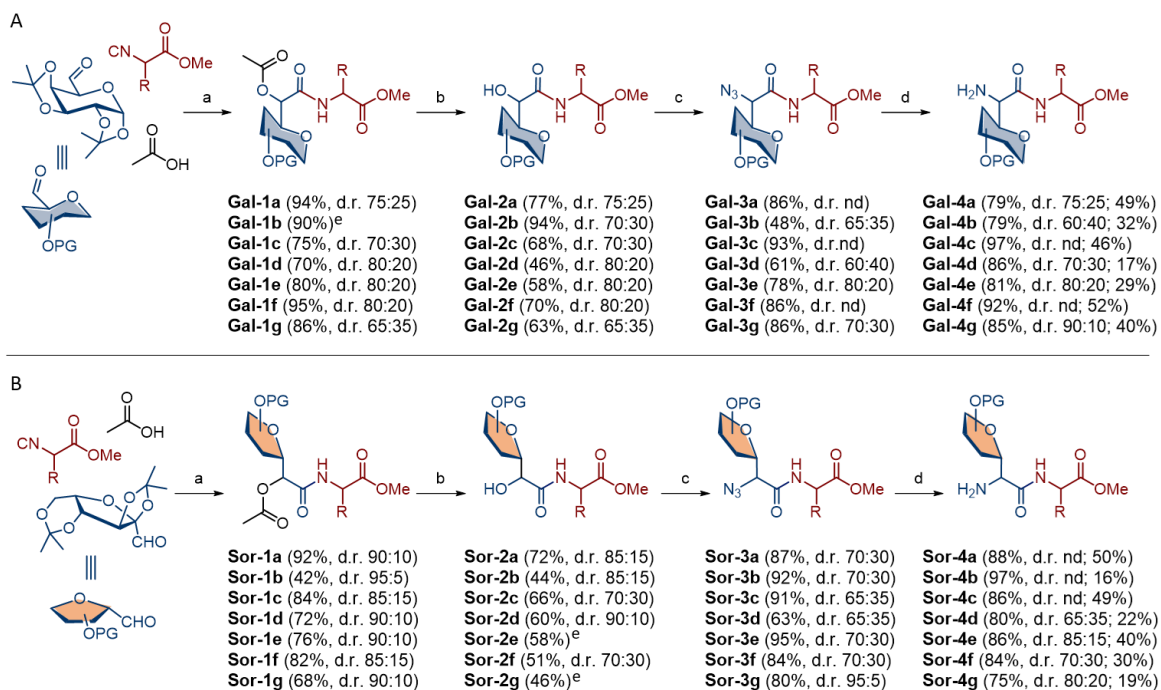 A
CN
O
OMe
R
O
O
O
O
O
O
O
OH
O
OPG
a
O
O
O
H
N
R
O
OMe
O
OPG
b
HO
O
N
H
R
O
OMe
O
OPG
c
N3
O
N
H
R
O
OMe
O
OPG
d
H2N
O
N
H
R
O
OMe
O
OPG
Gal-1a (94%, d.r. 75:25)
Gal-1b (90%)e
Gal-1c (75%, d.r. 70:30)
Gal-1d (70%, d.r. 80:20)
Gal-1e (80%, d.r. 80:20)
Gal-1f (95%, d.r. 80:20)
Gal-1g (86%, d.r. 65:35)
Gal-2a (77%, d.r. 75:25)
Gal-2b (94%, d.r. 70:30)
Gal-2c (68%, d.r. 70:30)
Gal-2d (46%, d.r. 80:20)
Gal-2e (58%, d.r. 80:20)
Gal-2f (70%, d.r. 80:20)
Gal-2g (63%, d.r. 65:35)
Gal-3a (86%, d.r. nd)
Gal-3b (48%, d.r. 65:35)
Gal-3c (93%, d.r.nd)
Gal-3d (61%, d.r. 60:40)
Gal-3e (78%, d.r. 80:20)
Gal-3f (86%, d.r. nd)
Gal-3g (86%, d.r. 70:30)
Gal-4a (79%, d.r. 75:25; 49%)
Gal-4b (79%, d.r. 60:40; 32%)
Gal-4c (97%, d.r. nd; 46%)
Gal-4d (86%, d.r. 70:30; 17%)
Gal-4e (81%, d.r. 80:20; 29%)
Gal-4f (92%, d.r. nd; 52%)
Gal-4g (85%, d.r. 90:10; 40%)
B
O
OH
CN
O
OMe
R
O
O
O
O
O
CHO
O
CHO
OPG
a
OPG
O
O
O
O
H
N
R
O
OMe
b
OPG
O
HO
O
H
N
R
O
OMe
c
OPG
O
N3
O
H
N
R
O
OMe
d
OPG
O
H2N
O
H
N
R
O
OMe
Sor-1a (92%, d.r. 90:10)
Sor-1b (42%, d.r. 95:5)
Sor-1c (84%, d.r. 85:15)
Sor-1d (72%, d.r. 90:10)
Sor-1e (76%, d.r. 90:10)
Sor-1f (82%, d.r. 85:15)
Sor-1g (68%, d.r. 90:10)
Sor-2a (72%, d.r. 85:15)
Sor-2b (44%, d.r. 85:15)
Sor-2c (66%, d.r. 70:30)
Sor-2d (60%, d.r. 90:10)
Sor-2e (58%)e
Sor-2f (51%, d.r. 70:30)
Sor-2g (46%)e
Sor-3a (87%, d.r. 70:30)
Sor-3b (92%, d.r. 70:30)
Sor-3c (91%, d.r. 65:35)
Sor-3d (63%, d.r. 65:35)
Sor-3e (95%, d.r. 70:30)
Sor-3f (84%, d.r. 70:30)
Sor-3g (80%, d.r. 95:5)
Sor-4a (88%, d.r. nd; 50%)
Sor-4b (97%, d.r. nd; 16%)
Sor-4c (86%, d.r. nd; 49%)
Sor-4d (80%, d.r. 65:35; 22%)
Sor-4e (86%, d.r. 85:15; 40%)
Sor-4f (84%, d.r. 70:30; 30%)
Sor-4g (75%, d.r. 80:20; 19%)